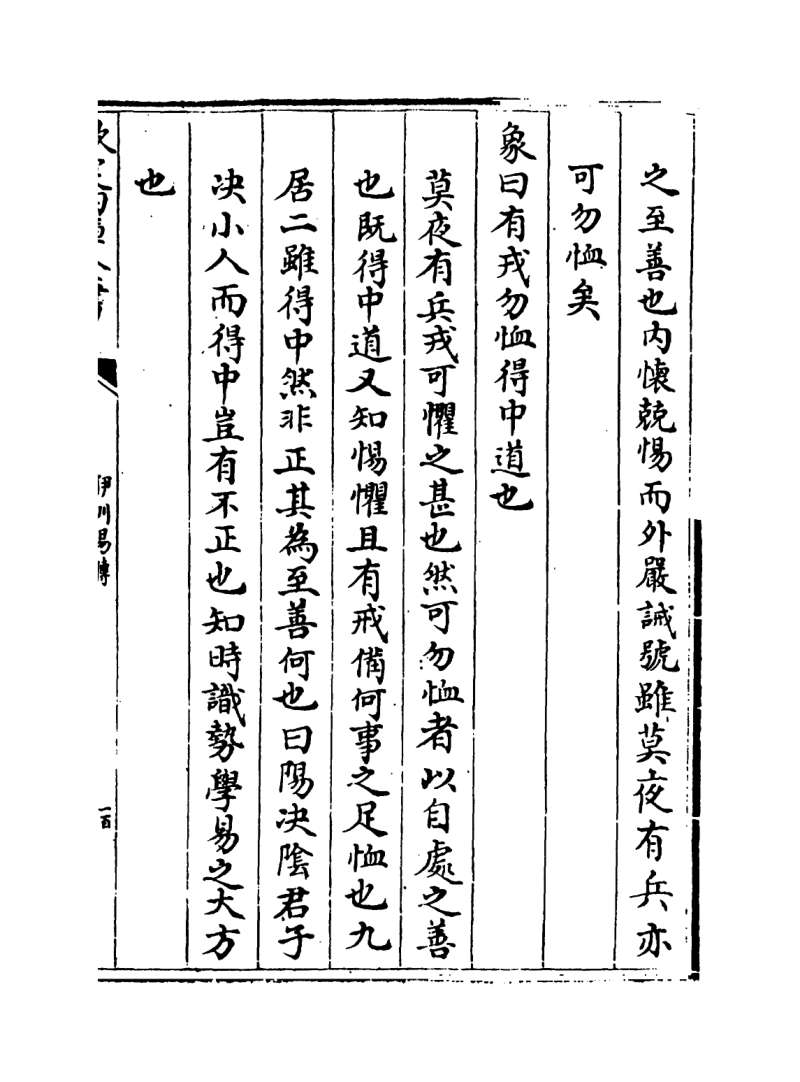 之至善也内懷兢惕而外嚴誡號雖莫夜有兵亦
可勿恤矣
象曰有戎勿恤得中道也
莫夜有兵戎可懼之甚也然可勿恤者以自處之善
也既得中道又知惕懼且有戒備何事之足恤也九
居二雖得中然非正其為至善何也曰陽决陰君子
决小人而得中豈有不正也知時識勢學易之大方
也
伊川易傳